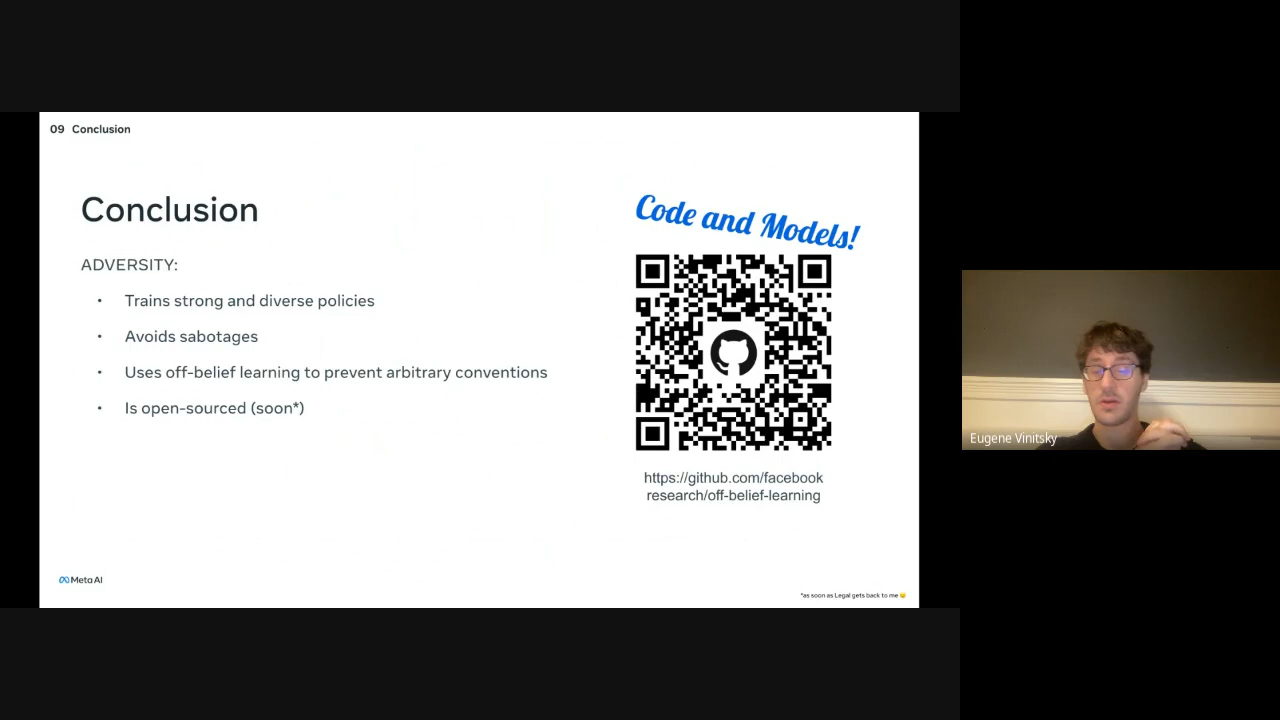 09 Conclusion
Conclusion
ADVERSITY:
• Trains strong and diverse policies
• Avoids sabotages
• Uses off-belief learning to prevent arbitrary conventions
• Is open-sourced (soon*)
Code and Models!
https://github.com/facebook
research/off-belief-learning
Meta AI
*as soon as Legal gets back to me
Eugene Vinitsky